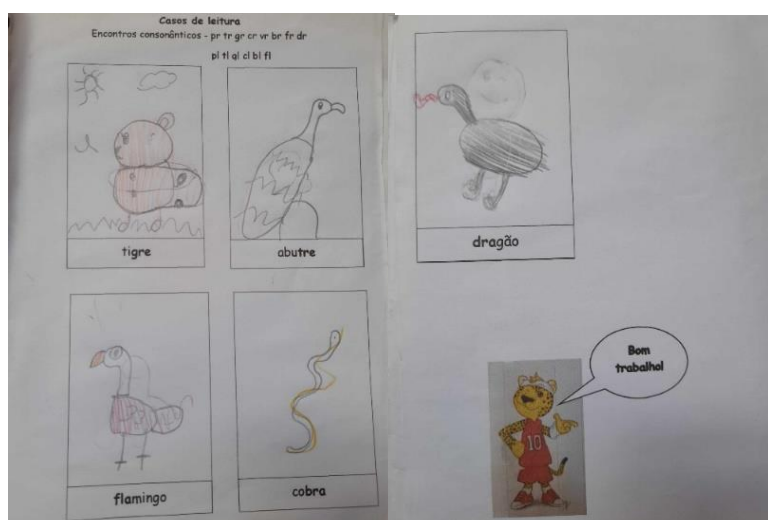 Casos de leitura
Encontros consonânticos - pr tr gr cr vr br fr dr
pl tl gl cl bl fl
tigre
abutre
flamingo
cobra
dragão
Bom
trabalho!
10